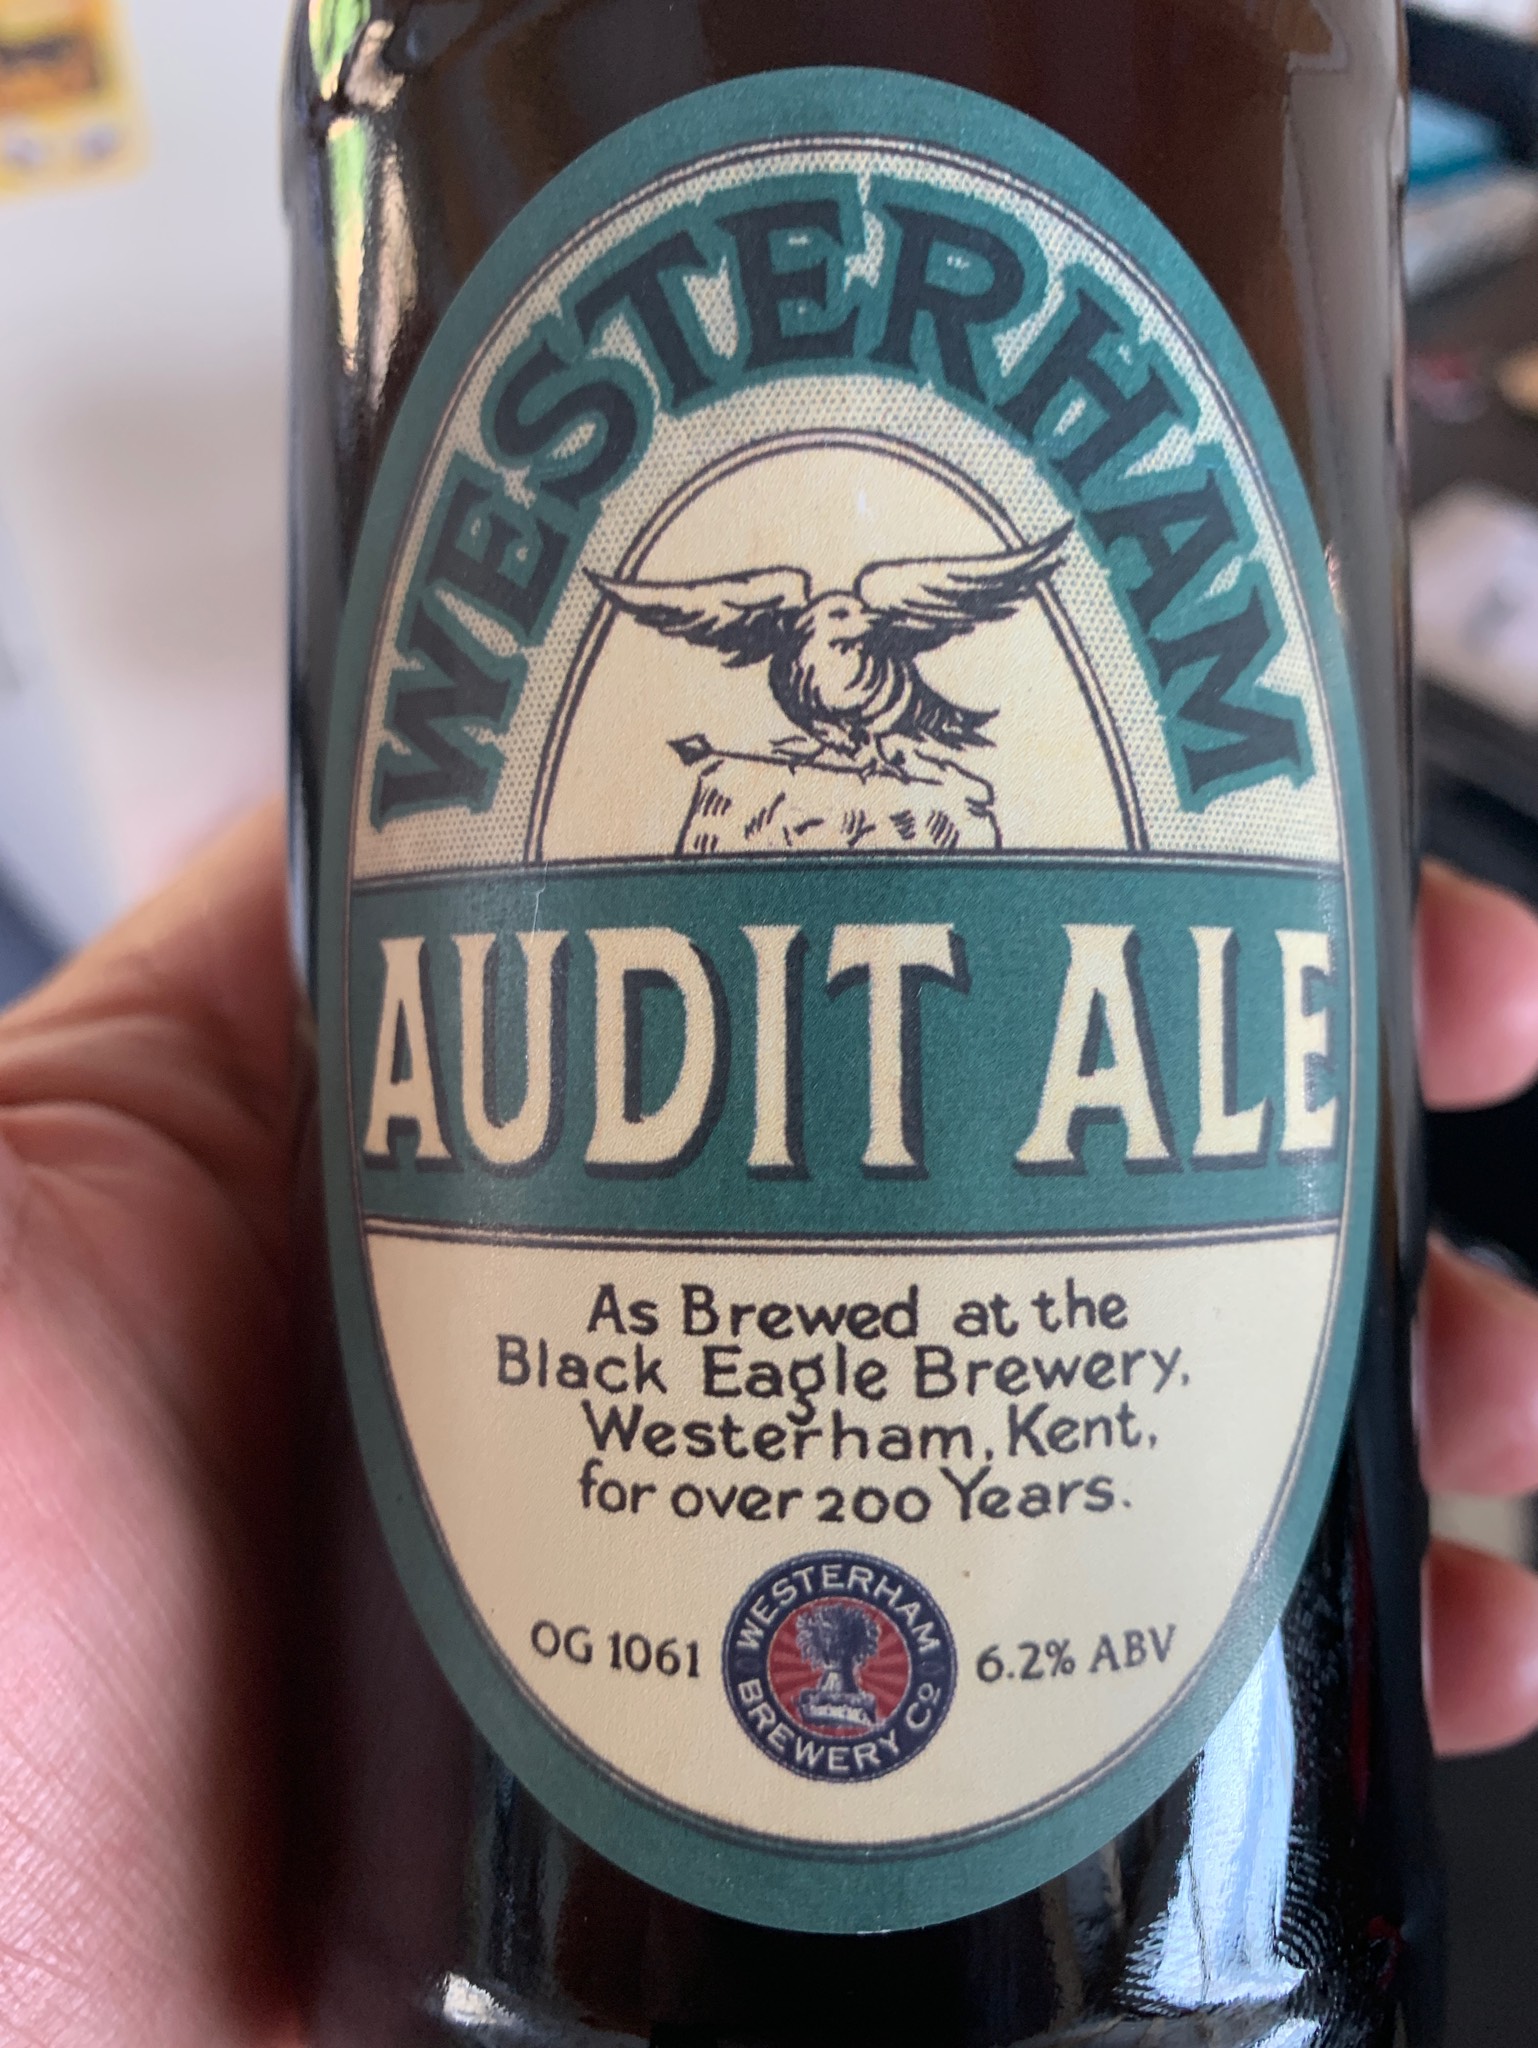 WESTERHAM
AUDIT ALE
As Brewed at the
Black Eagle Brewery,
Westerham, Kent,
for over 200 Years.
OG 1061
WESTERHAM
BREWERY Cº
6.2% ABV